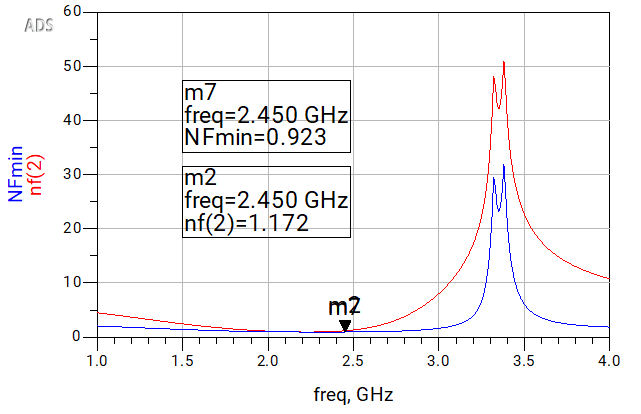 ADS
60
50
40
30
20
10
0
NFmin
nf(2)
m7
freq=2.450 GHz
NFmin=0.923
m2
freq=2.450 GHz
nf(2)=1.172
m2
1.0 1.5 2.0 2.5 3.0 3.5 4.0
freq, GHz